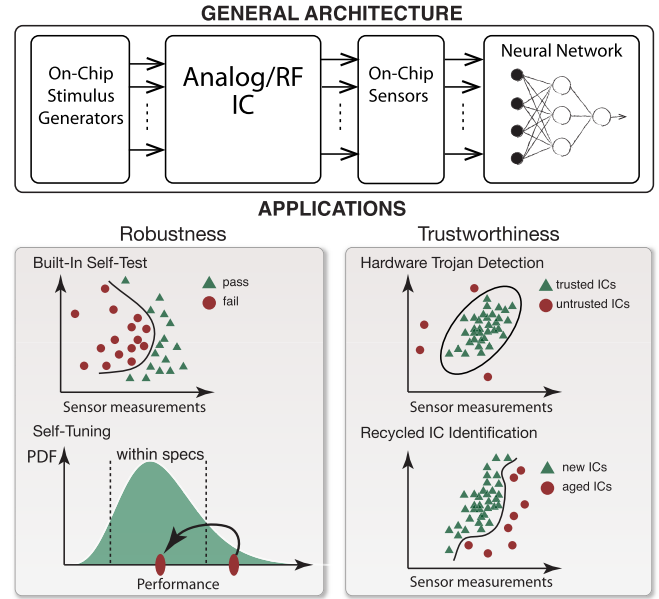 GENERAL ARCHITECTURE
On-Chip
Stimulus
Generators
Analog/RF
IC
On-Chip
Sensors
Neural Network
APPLICATIONS
Robustness
Built-In Self-Test
pass
fail
Sensor measurements
Self-Tuning
PDF
within specs
Performance
Trustworthiness
Hardware Trojan Detection
trusted ICs
untrusted ICs
Sensor measurements
Recycled IC Identification
new ICs
aged ICs
Sensor measurements